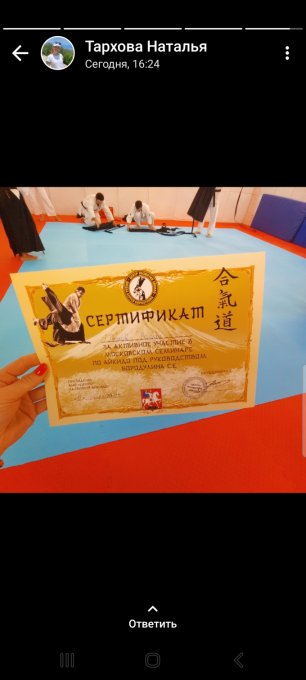 Тархова Наталья
Сегодня, 16:24
合氣道
СЕРТИФИКАТ
ЗА АКТИВНОЕ УЧАСТИЕ В
МОСКОВСКОМ СЕМИНАРЕ
ПО АЙКИДО ПОД РУКОВОДСТВОМ
БОРОДУЛИНА С.Е.
Ответить